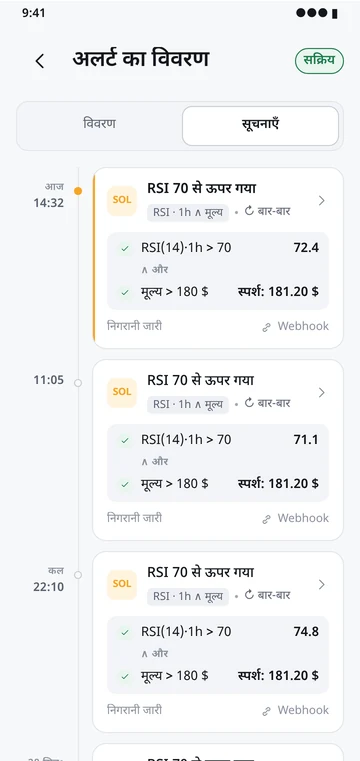 9:41
अलर्ट का विवरण
सक्रिय
विवरण
सूचनाएँ
आज
14:32
SOL
RSI 70 से ऊपर गया
RSI · 1h ∧ मूल्य • बार-बार
RSI(14)·1h > 70 72.4
∧ और
मूल्य > 180 $ स्पर्श: 181.20 $
निगरानी जारी
Webhook
11:05
SOL
RSI 70 से ऊपर गया
RSI · 1h ∧ मूल्य • बार-बार
RSI(14)·1h > 70 71.1
∧ और
मूल्य > 180 $ स्पर्श: 181.20 $
निगरानी जारी
Webhook
कल
22:10
SOL
RSI 70 से ऊपर गया
RSI · 1h ∧ मूल्य • बार-बार
RSI(14)·1h > 70 74.8
∧ और
मूल्य > 180 $ स्पर्श: 181.20 $
निगरानी जारी
Webhook